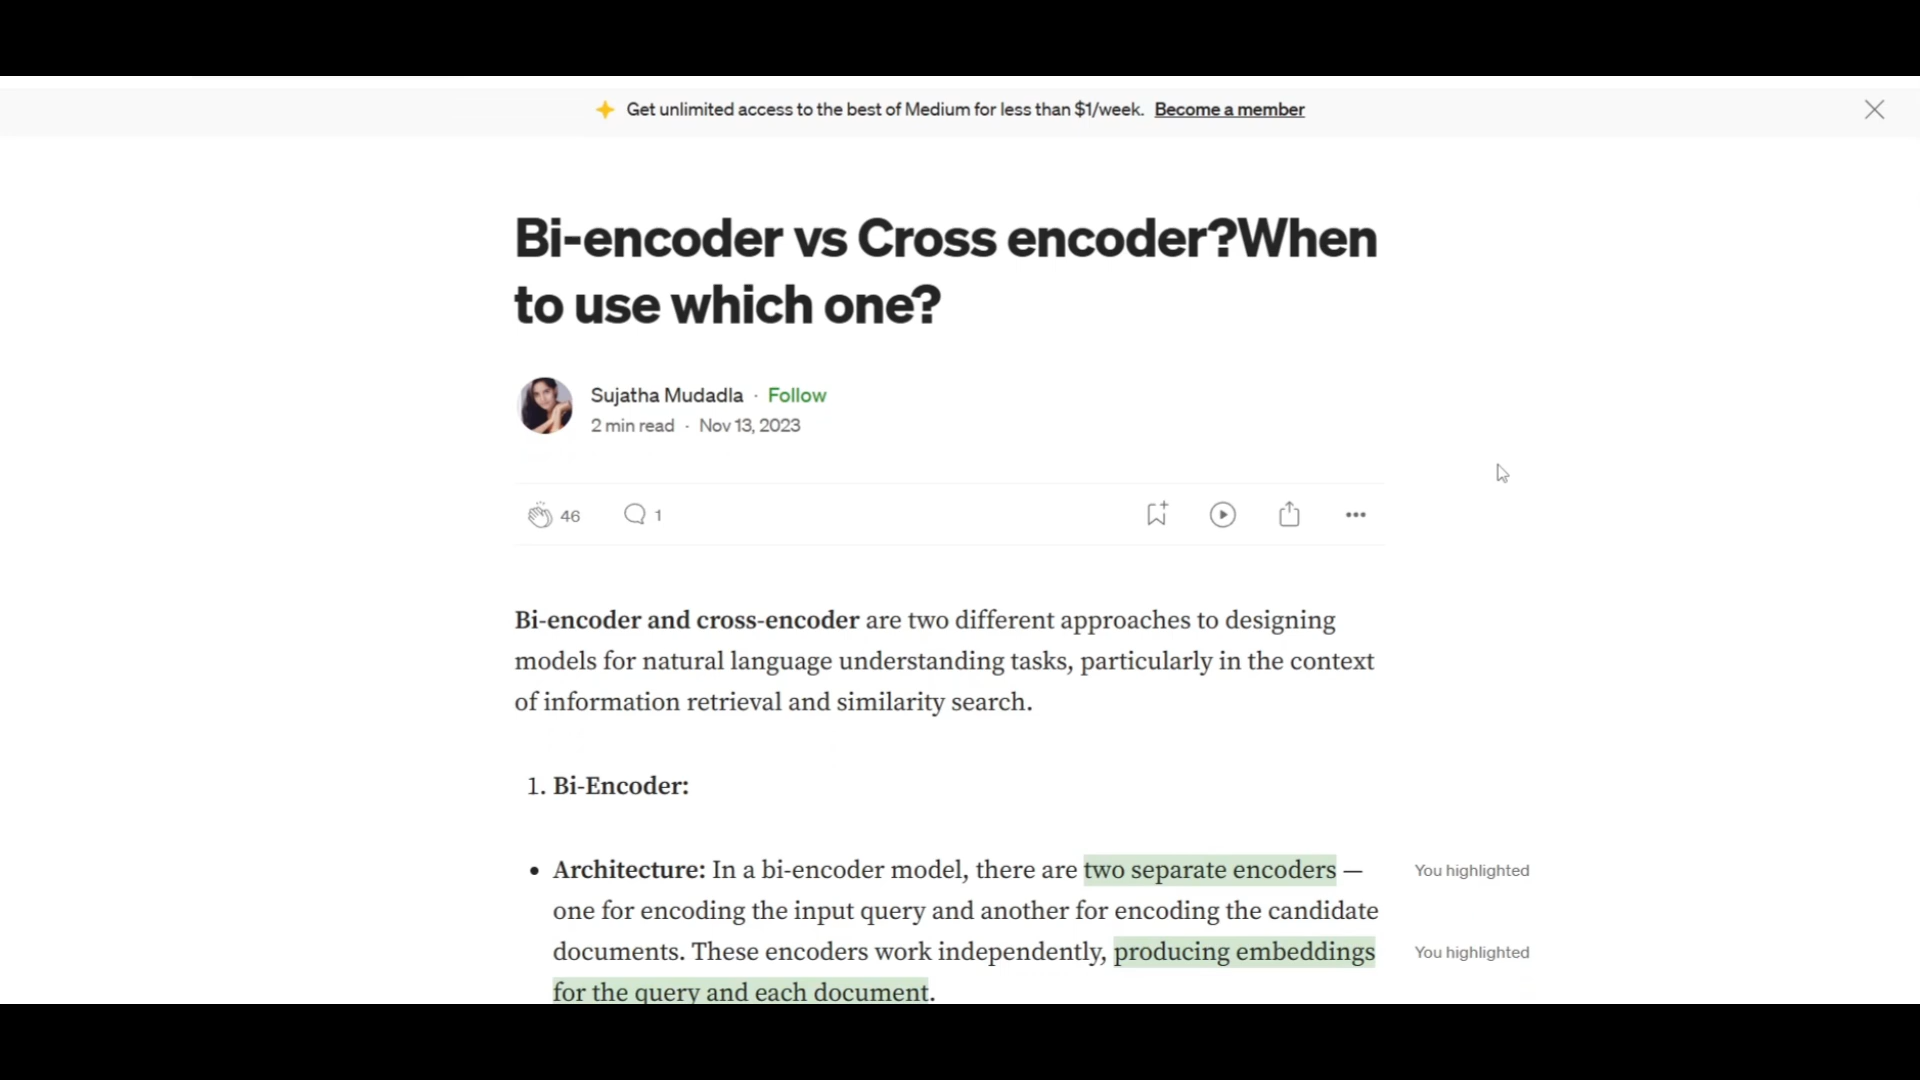 Get unlimited access to the best of Medium for less than $1/week. Become a member
Bi-encoder vs Cross encoder?When
to use which one?
Sujatha Mudadla · Follow
2 min read · Nov 13, 2023
46 1
Bi-encoder and cross-encoder are two different approaches to designing
models for natural language understanding tasks, particularly in the context
of information retrieval and similarity search.
1. Bi-Encoder:
• Architecture: In a bi-encoder model, there are two separate encoders —
You highlighted
one for encoding the input query and another for encoding the candidate
documents. These encoders work independently, producing embeddings
You highlighted
for the query and each document.